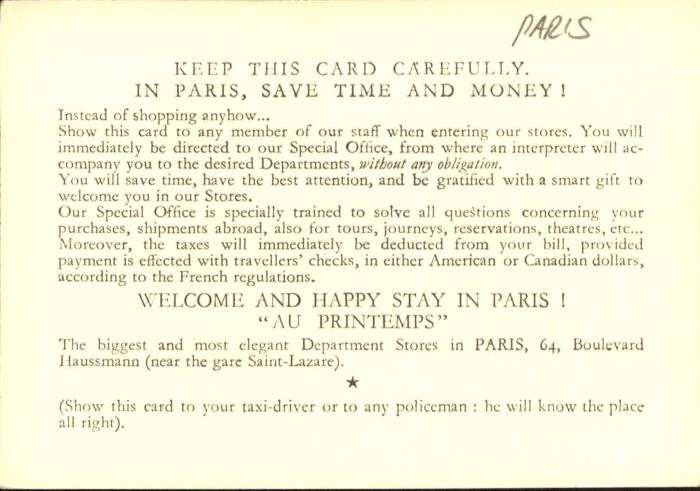 PARIS
KEEP THIS CARD CAREFULLY.
IN PARIS, SAVE TIME AND MONEY !
Instead of shopping anyhow...
Show this card to any member of our staff when entering our stores. You will
immediately be directed to our Special Office, from where an interpreter will ac-
company you to the desired Departments, without any obligation.
You will save time, have the best attention, and be gratified with a smart gift to
welcome you in our Stores.
Our Special Office is specially trained to solve all questions concerning your
purchases, shipments abroad, also for tours, journeys, reservations, theatres, etc...
Moreover, the taxes will immediately be deducted from your bill, provided
payment is effected with travellers' checks, in either American or Canadian dollars,
according to the French regulations.
WELCOME AND HAPPY STAY IN PARIS !
“AU PRINTEMPS”
The biggest and most elegant Department Stores in PARIS, 64, Boulevard
Haussmann (near the gare Saint-Lazare).
★
(Show this card to your taxi-driver or to any policeman : he will know the place
all right).